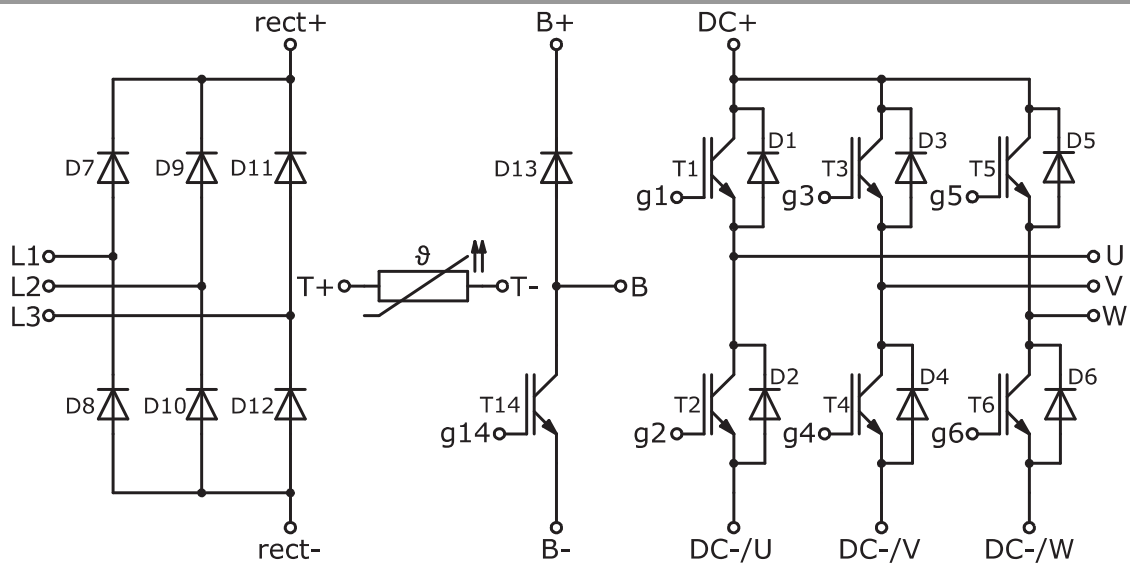 rect+
B+
DC+
D7
D9
D11
D13
T1
D1
T3
D3
T5
D5
g1
g3
g5
L1
L2
L3
ϑ
T+
T-
B
U
V
W
D8
D10
D12
T14
T2
D2
T4
D4
T6
D6
g14
g2
g4
g6
rect-
B-
DC-/U
DC-/V
DC-/W